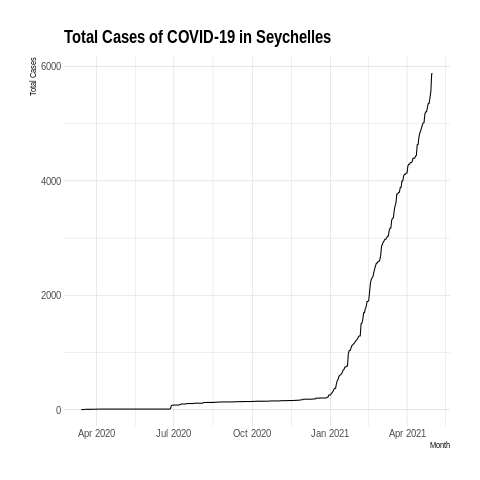 Total Cases of COVID-19 in Seychelles
Total Cases
6000
4000
2000
0
Apr 2020 Jul 2020 Oct 2020 Jan 2021 Apr 2021
Month